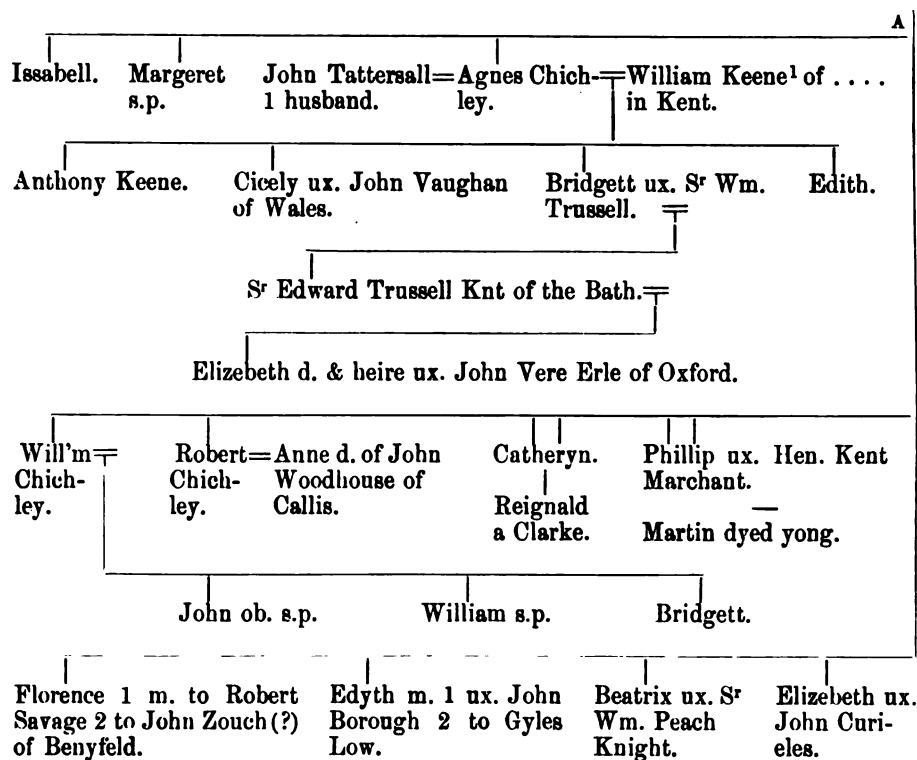 A
Issabell. Margeret John Tattersall=Agnes Chich-=William Keene¹ of . . . .
s.p. 1 husband. ley. in Kent.
Anthony Keene. Cicely ux. John Vaughan Bridgett ux. Sʳ Wm. Edith.
of Wales. Trussell.
Sʳ Edward Trussell Knt of the Bath.
Elizebeth d. & heire ux. John Vere Erle of Oxford.
Will'm Robert=Anne d. of John Catheryn. Phillip ux. Hen. Kent
Chich- Chich- Woodhouse of Marchant.
ley. ley. Callis. Reignald
a Clarke. Martin dyed yong.
John ob. s.p. William s.p. Bridgett.
Florence 1 m. to Robert Edyth m. 1 ux. John Beatrix ux. Sʳ Elizebeth ux.
Savage 2 to John Zouch (?) Borough 2 to Gyles Wm. Peach John Curi-
of Benyfeld. Low. Knight. eles.